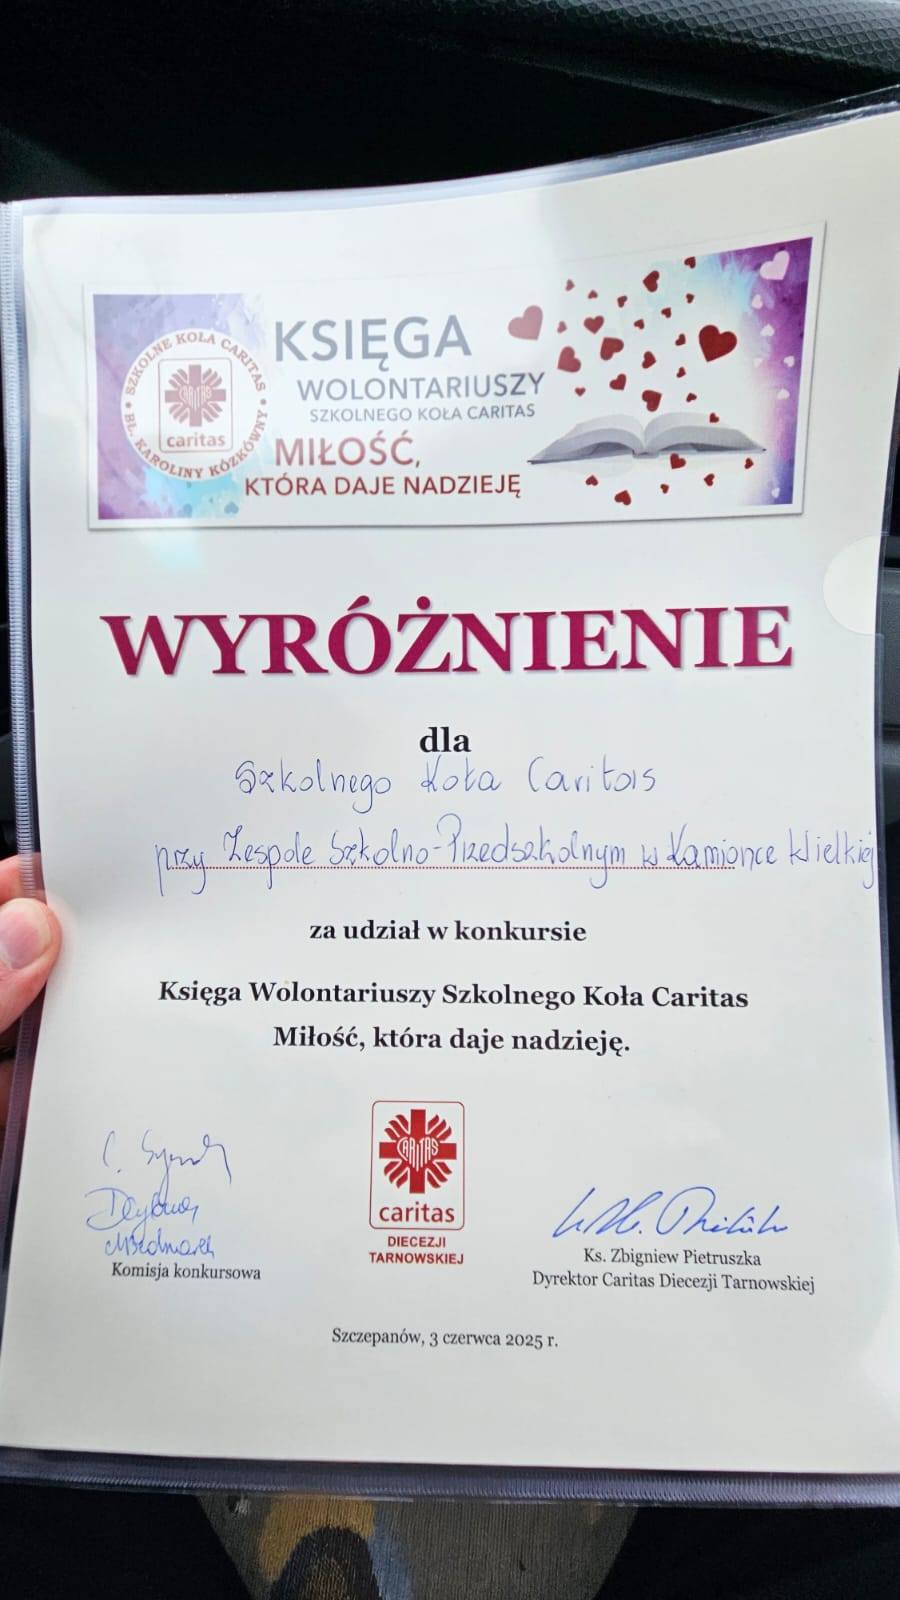 SZKOLNE KOŁA CARITAS
BŁ. KAROLINY KÓZKÓWNY
CARITAS
caritas
KSIĘGA
WOLONTARIUSZY
SZKOLNEGO KOŁA CARITAS
MIŁOŚĆ,
KTÓRA DAJE NADZIEJĘ
WYRÓŻNIENIE
dla
Szkolnego Koła Caritas
przy Zespole Szkolno-Przedszkolnym w Kamionce Wielkiej
za udział w konkursie
Księga Wolontariuszy Szkolnego Koła Caritas
Miłość, która daje nadzieję.
CARITAS
caritas
DIECEZJI
TARNOWSKIEJ
Komisja konkursowa
Ks. Zbigniew Pietruszka
Dyrektor Caritas Diecezji Tarnowskiej
Szczepanów, 3 czerwca 2025 r.